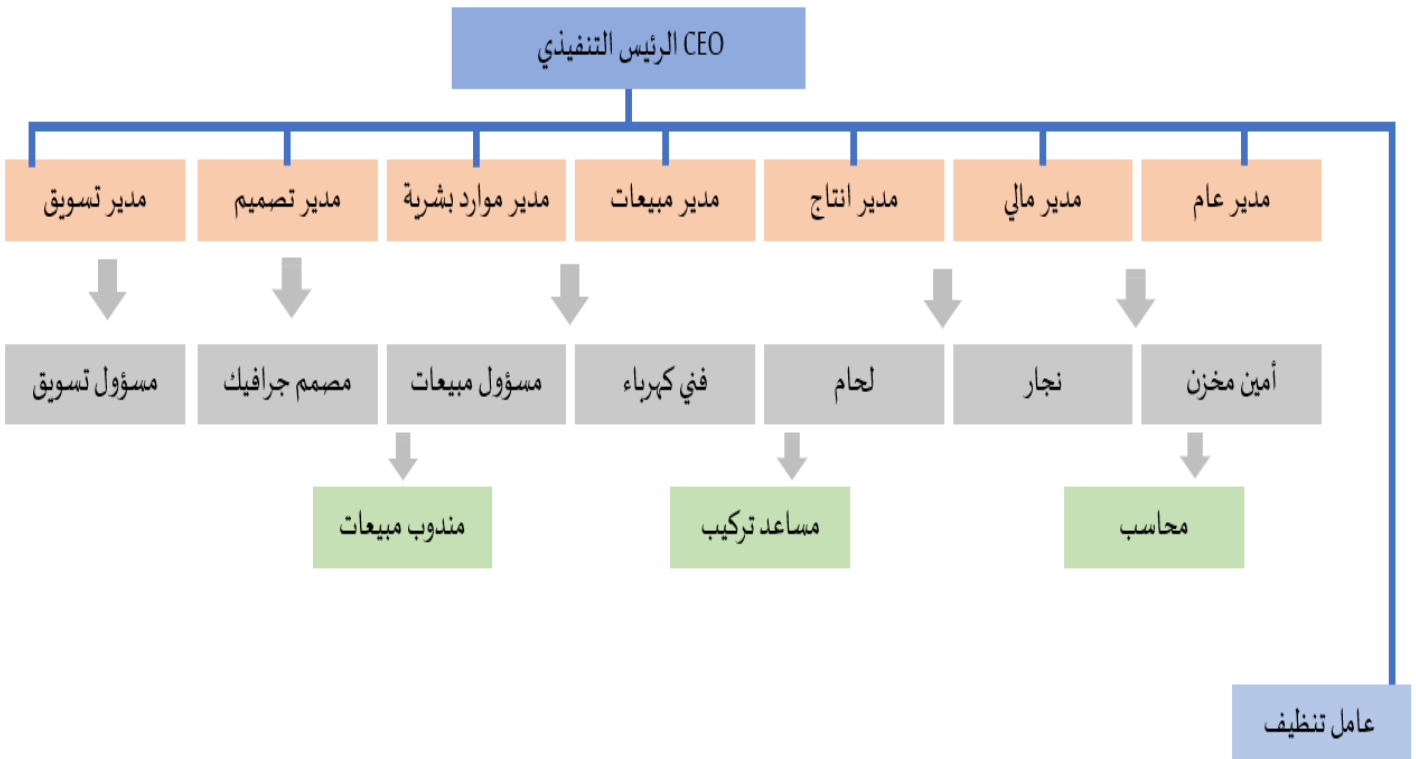 الرئيس التنفيذي CEO
مدير عام
مدير مالي
مدير انتاج
مدير مبيعات
مدير موارد بشرية
مدير تصميم
مدير تسويق
أمين مخزن
نجار
لحام
فني كهرباء
مسؤول مبيعات
مصمم جرافيك
مسؤول تسويق
محاسب
مساعد تركيب
مندوب مبيعات
عامل تنظيف